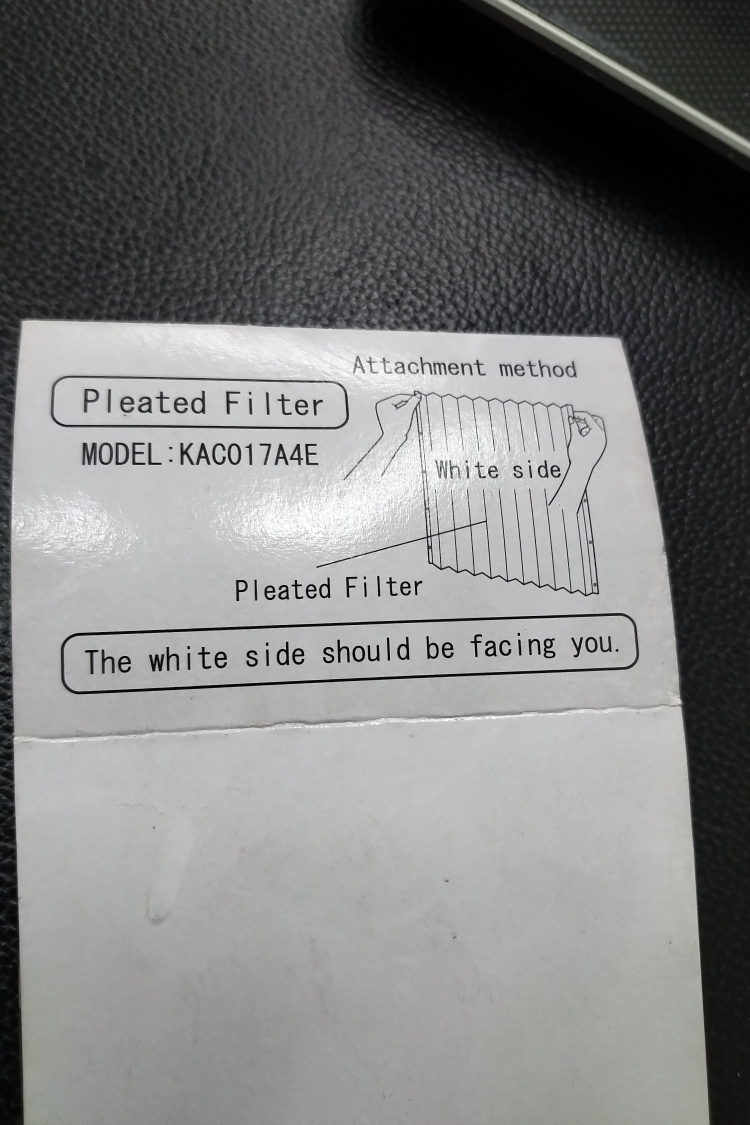 Attachment method
Pleated Filter
MODEL:KAC017A4E
White side
Pleated Filter
The white side should be facing you.